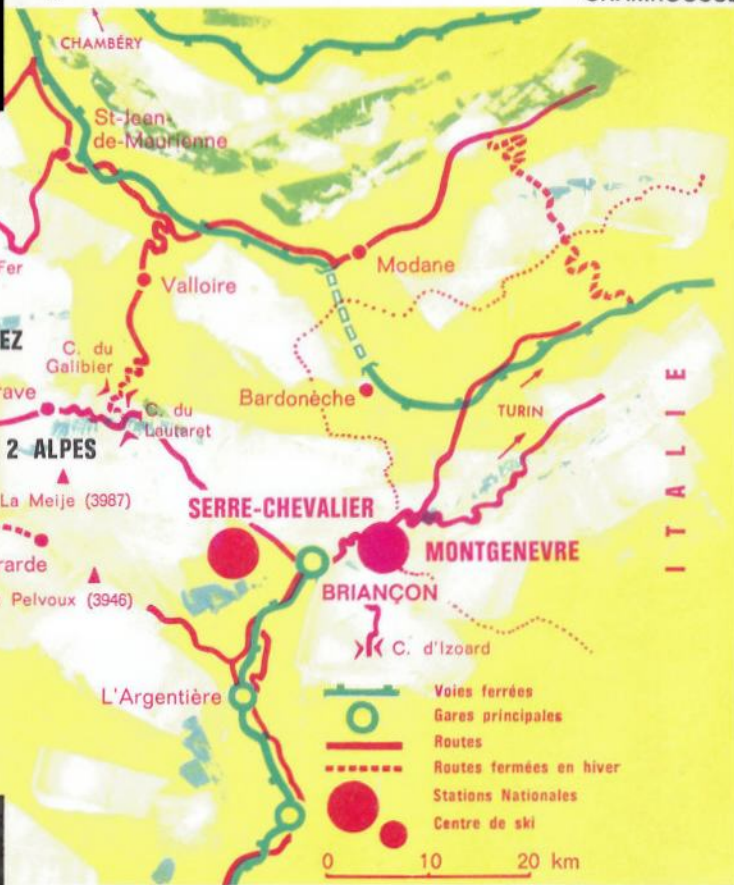 CHAMBÉRY
St-Jean-
de-Maurienne
Fer
Valloire
Modane
EZ
C. du
Galibier
rave
C. du
Lautaret
Bardonèche
TURIN
ITALIE
2 ALPES
La Meije (3987)
SERRE-CHEVALIER
MONTGENEVRE
rarde
Pelvoux (3946)
BRIANÇON
C. d'Izoard
L'Argentière
Voies ferrées
Gares principales
Routes
Routes fermées en hiver
Stations Nationales
Centre de ski
0 10 20 km